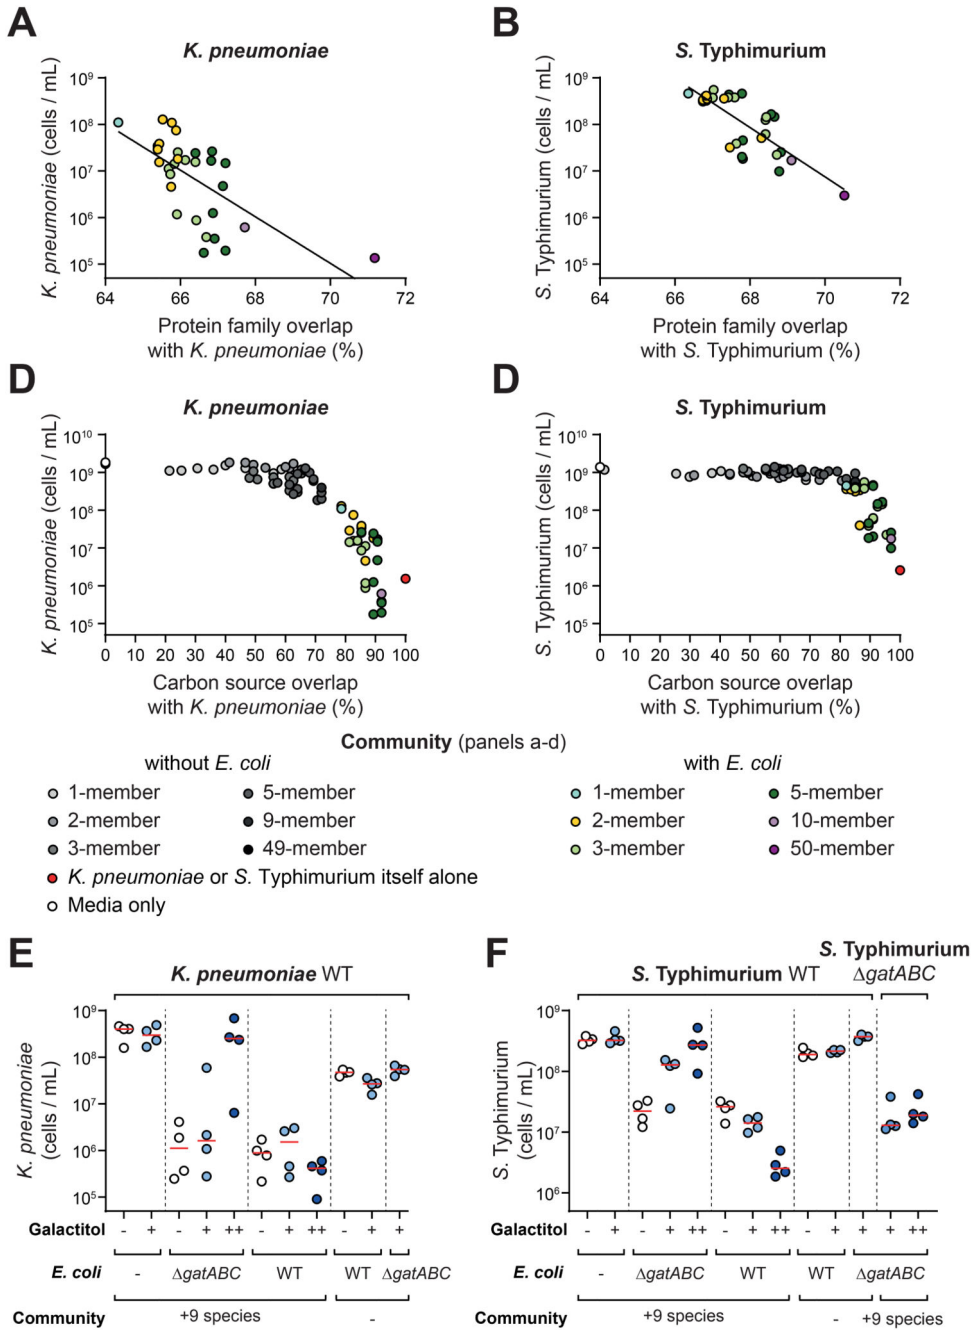 A
K. pneumoniae
K. pneumoniae (cells / mL)
10⁹
10⁸
10⁷
10⁶
10⁵
64 66 68 70 72
Protein family overlap
with K. pneumoniae (%)
B
S. Typhimurium
S. Typhimurium (cells / mL)
10⁹
10⁸
10⁷
10⁶
10⁵
64 66 68 70 72
Protein family overlap
with S. Typhimurium (%)
D
K. pneumoniae
K. pneumoniae (cells / mL)
10¹⁰
10⁹
10⁸
10⁷
10⁶
10⁵
0 10 20 30 40 50 60 70 80 90 100
Carbon source overlap
with K. pneumoniae (%)
D
S. Typhimurium
S. Typhimurium (cells / mL)
10¹⁰
10⁹
10⁸
10⁷
10⁶
10⁵
0 10 20 30 40 50 60 70 80 90 100
Carbon source overlap
with S. Typhimurium (%)
Community (panels a-d)
without E. coli
1-member 5-member
2-member 9-member
3-member 49-member
K. pneumoniae or S. Typhimurium itself alone
Media only
with E. coli
1-member 5-member
2-member 10-member
3-member 50-member
E
K. pneumoniae WT
K. pneumoniae
(cells / mL)
10⁹
10⁸
10⁷
10⁶
10⁵
Galactitol - + - + ++ - + ++ - + +
E. coli - ΔgatABC WT WT ΔgatABC
Community +9 species -
F
S. Typhimurium WT
S. Typhimurium
ΔgatABC
S. Typhimurium
(cells / mL)
10⁹
10⁸
10⁷
10⁶
Galactitol - + - + ++ - + ++ - + + + ++
E. coli - ΔgatABC WT WT ΔgatABC
Community +9 species - +9 species